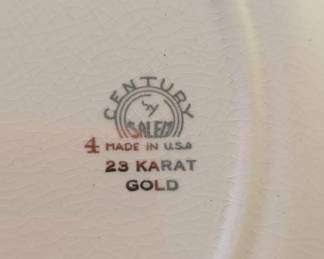 CENTURY
by
SALEM
4 MADE IN U.S.A
23 KARAT
GOLD